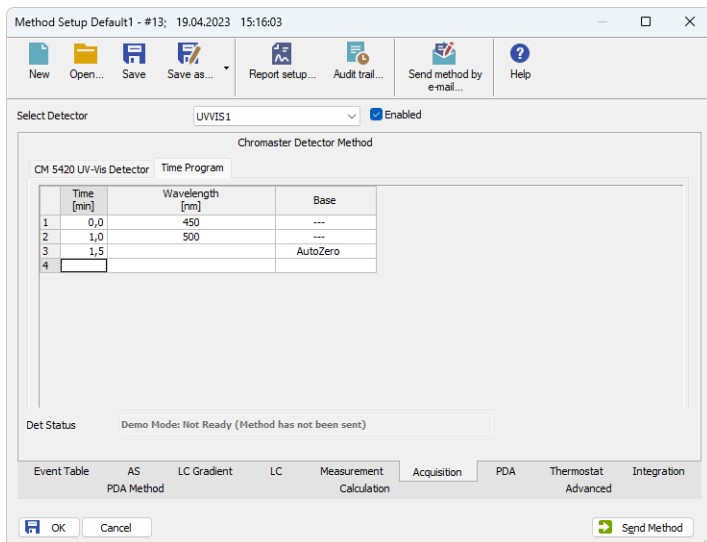 Method Setup Default1 - #13; 19.04.2023 15:16:03
New Open... Save Save as... Report setup... Audit trail... Send method by e-mail... Help
Select Detector UVVIS1 Enabled
Chromaster Detector Method
CM 5420 UV-Vis Detector Time Program
Time [min] Wavelength [nm] Base
1 0,0 450 ---
2 1,0 500 ---
3 1,5 AutoZero
4
Det Status Demo Mode: Not Ready (Method has not been sent)
Event Table AS LC Gradient LC Measurement Acquisition PDA Thermostat Integration
PDA Method Calculation Advanced
OK Cancel Send Method